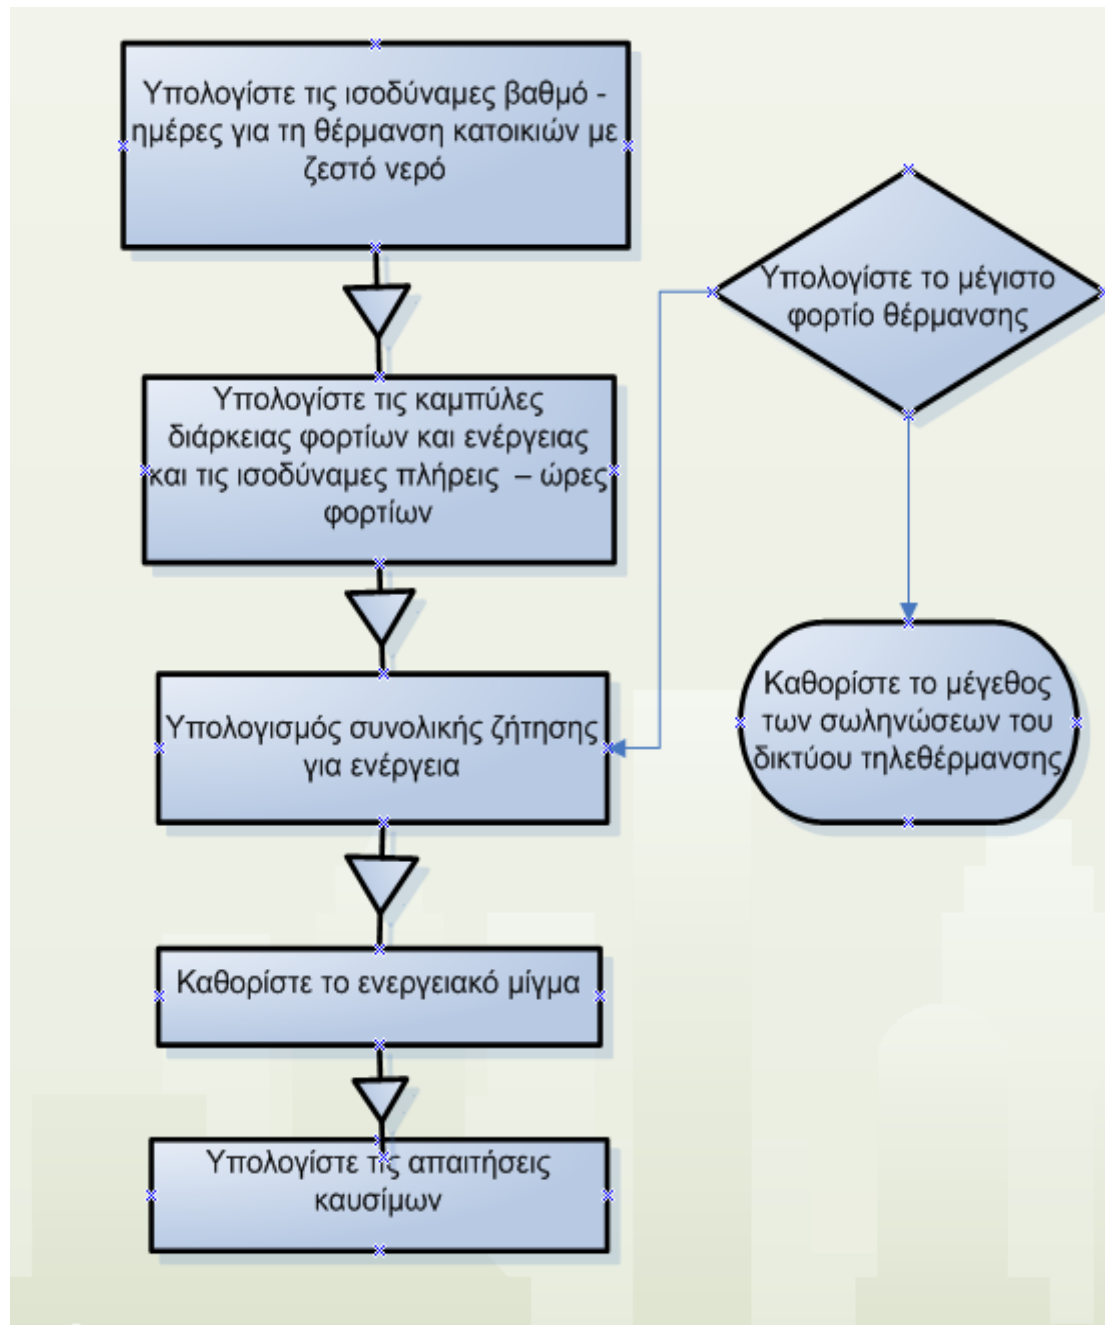 Υπολογίστε τις ισοδύναμες βαθμό -
ημέρες για τη θέρμανση κατοικιών με
ζεστό νερό
Υπολογίστε το μέγιστο
φορτίο θέρμανσης
Υπολογίστε τις καμπύλες
διάρκειας φορτίων και ενέργειας
και τις ισοδύναμες πλήρεις – ώρες
φορτίων
Καθορίστε το μέγεθος
των σωληνώσεων του
δικτύου τηλεθέρμανσης
Υπολογισμός συνολικής ζήτησης
για ενέργεια
Καθορίστε το ενεργειακό μίγμα
Υπολογίστε τις απαιτήσεις
καυσίμων